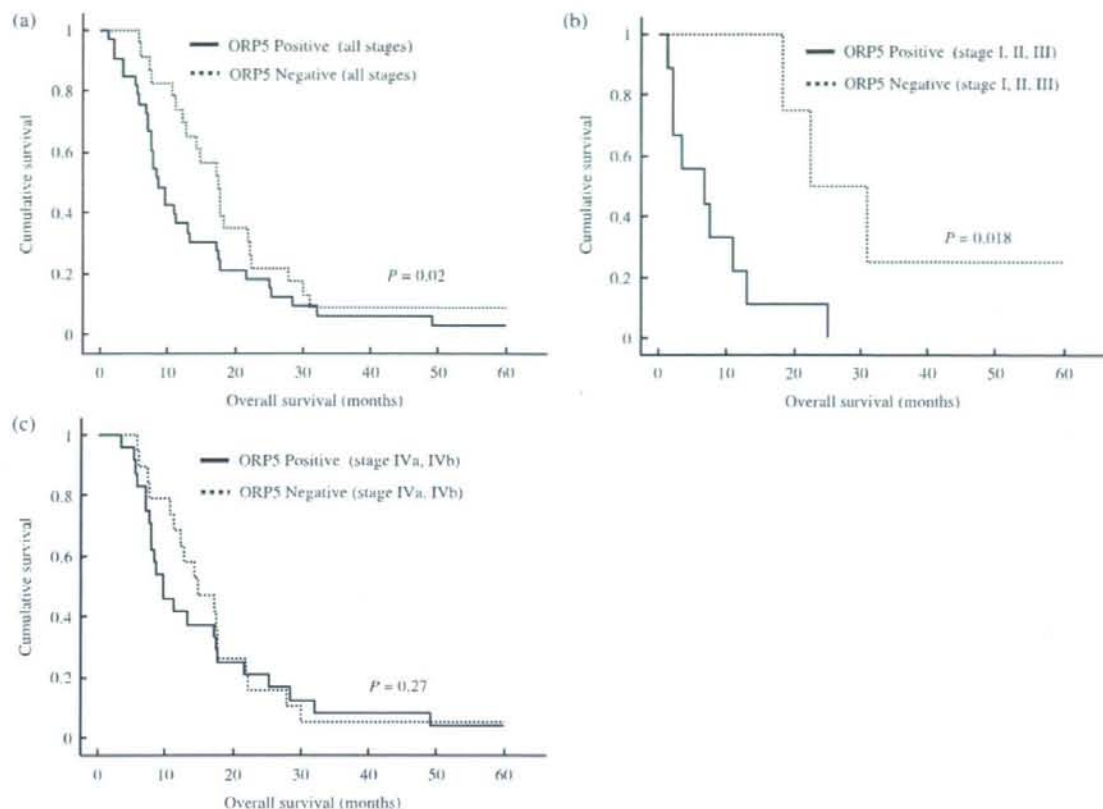 (a)
ORP5 Positive (all stages)
ORP5 Negative (all stages)
Cumulative survival
1
0.8
0.6
0.4
0.2
0
P = 0.02
0 10 20 30 40 50 60
Overall survival (months)
(b)
ORP5 Positive (stage I, II, III)
ORP5 Negative (stage I, II, III)
Cumulative survival
1
0.8
0.6
0.4
0.2
0
P = 0.018
0 10 20 30 40 50 60
Overall survival (months)
(c)
ORP5 Positive (stage IVa, IVb)
ORP5 Negative (stage IVa, IVb)
Cumulative survival
1
0.8
0.6
0.4
0.2
0
P = 0.27
0 10 20 30 40 50 60
Overall survival (months)